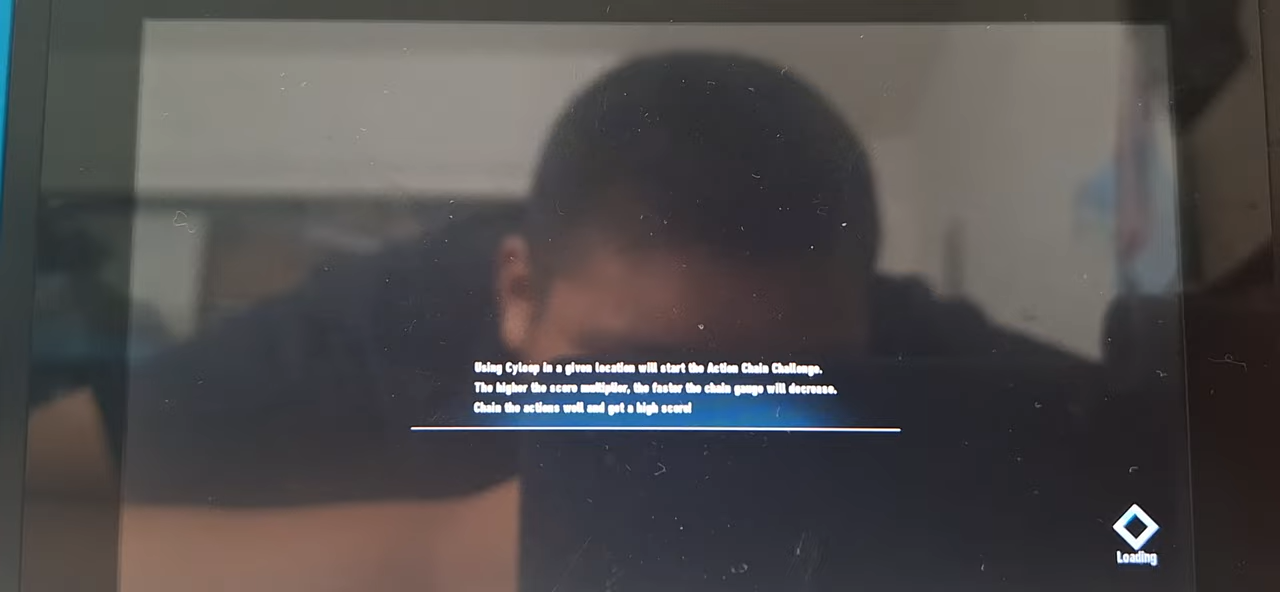 Using Cyloop in a given location will start the Action Chain Challenge.
The higher the score multiplier, the faster the chain gauge will decrease.
Chain the actions well and get a high score!
Loading